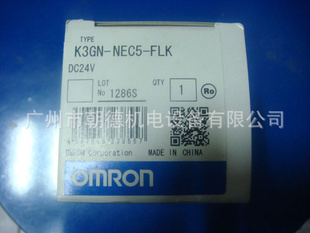 TYPE
K3GN-NEC5-FLK
DC24V
LOT
No 1286S
QTY
1
Ro
广州市朝德机电设备有限公司
OMRON Corporation
MADE IN CHINA
OMRON